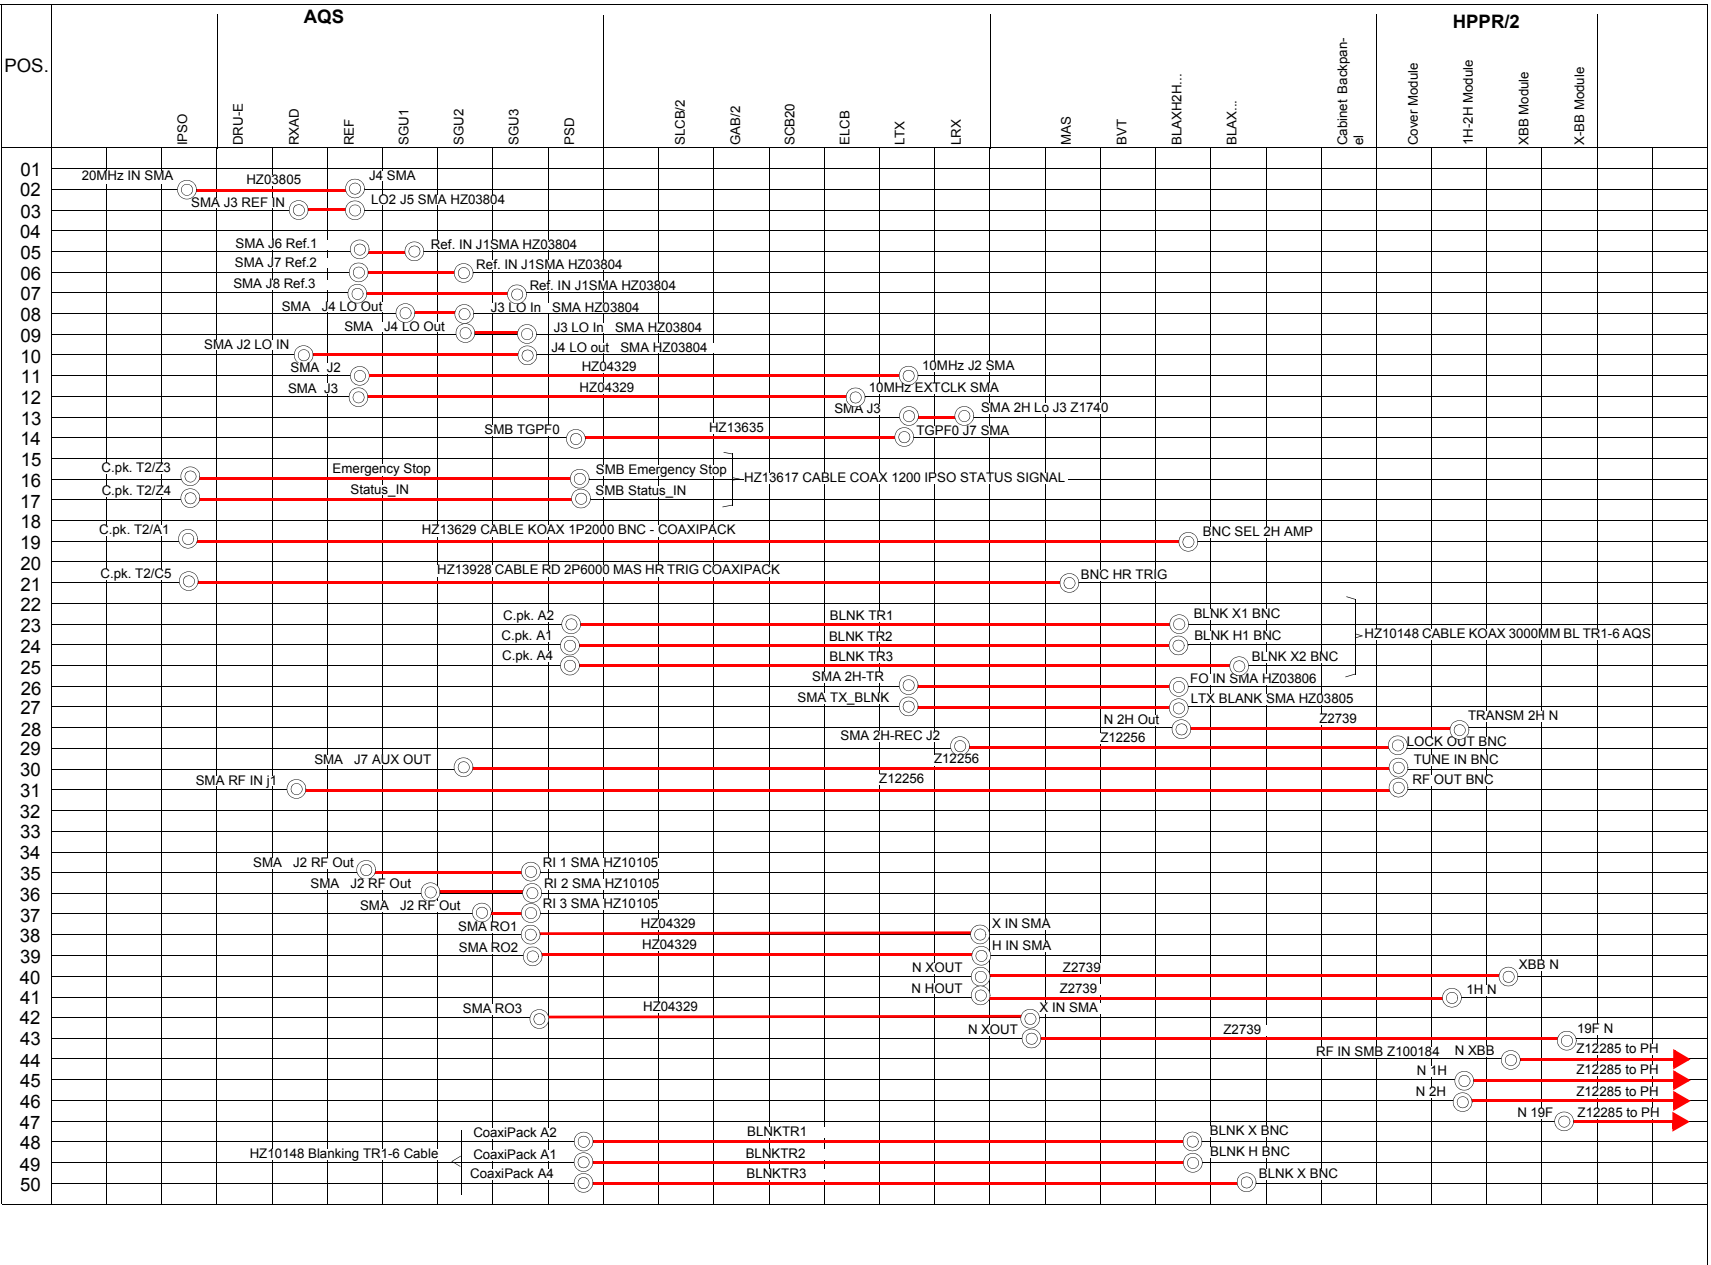 AQS
HPPR/2
POS.
IPSO
DRU-E
RXAD
REF
SGU1
SGU2
SGU3
PSD
SLCB/2
GAB/2
SCB20
ELCB
LTX
LRX
MAS
BVT
BLAXH2H...
BLAX...
Cabinet Backpan-
el
Cover Module
1H-2H Module
XBB Module
X-BB Module
01
20MHz IN SMA HZ03805 J4 SMA
02
SMA J3 REF IN LO2 J5 SMA HZ03804
03
04
SMA J6 Ref.1 Ref. IN J1SMA HZ03804
05
SMA J7 Ref.2 Ref. IN J1SMA HZ03804
06
SMA J8 Ref.3 Ref. IN J1SMA HZ03804
07
SMA J4 LO Out J3 LO In SMA HZ03804
08
SMA J4 LO Out J3 LO In SMA HZ03804
09
SMA J2 LO IN J4 LO out SMA HZ03804
10
SMA J2 HZ04329 10MHz J2 SMA
11
SMA J3 HZ04329 10MHz EXTCLK SMA
12
SMA J3 SMA 2H Lo J3 Z1740
13
SMB TGPF0 HZ13635 TGPF0 J7 SMA
14
15
C.pk. T2/Z3 Emergency Stop SMB Emergency Stop
16
HZ13617 CABLE COAX 1200 IPSO STATUS SIGNAL
C.pk. T2/Z4 Status_IN SMB Status_IN
17
18
C.pk. T2/A1 HZ13629 CABLE KOAX 1P2000 BNC - COAXIPACK BNC SEL 2H AMP
19
20
C.pk. T2/C5 HZ13928 CABLE RD 2P6000 MAS HR TRIG COAXIPACK BNC HR TRIG
21
22
C.pk. A2 BLNK TR1 BLNK X1 BNC
23
C.pk. A1 BLNK TR2 BLNK H1 BNC
HZ10148 CABLE KOAX 3000MM BL TR1-6 AQS
24
C.pk. A4 BLNK TR3 BLNK X2 BNC
25
SMA 2H-TR FO IN SMA HZ03806
26
SMA TX_BLNK LTX BLANK SMA HZ03805
27
N 2H Out Z2739 TRANSM 2H N
28
SMA 2H-REC J2 Z12256 LOCK OUT BNC
29
SMA J7 AUX OUT Z12256 TUNE IN BNC
30
SMA RF IN j1 Z12256 RF OUT BNC
31
32
33
34
SMA J2 RF Out RI 1 SMA HZ10105
35
SMA J2 RF Out RI 2 SMA HZ10105
36
SMA J2 RF Out RI 3 SMA HZ10105
37
SMA RO1 HZ04329 X IN SMA
38
SMA RO2 HZ04329 H IN SMA
39
N XOUT Z2739 XBB N
40
N HOUT Z2739 1H N
41
SMA RO3 HZ04329 X IN SMA
42
N XOUT Z2739 19F N
43
RF IN SMB Z100184 N XBB Z12285 to PH
44
N 1H Z12285 to PH
45
N 2H Z12285 to PH
46
N 19F Z12285 to PH
47
CoaxiPack A2 BLNKTR1 BLNK X BNC
48
HZ10148 Blanking TR1-6 Cable CoaxiPack A1 BLNKTR2 BLNK H BNC
49
CoaxiPack A4 BLNKTR3 BLNK X BNC
50